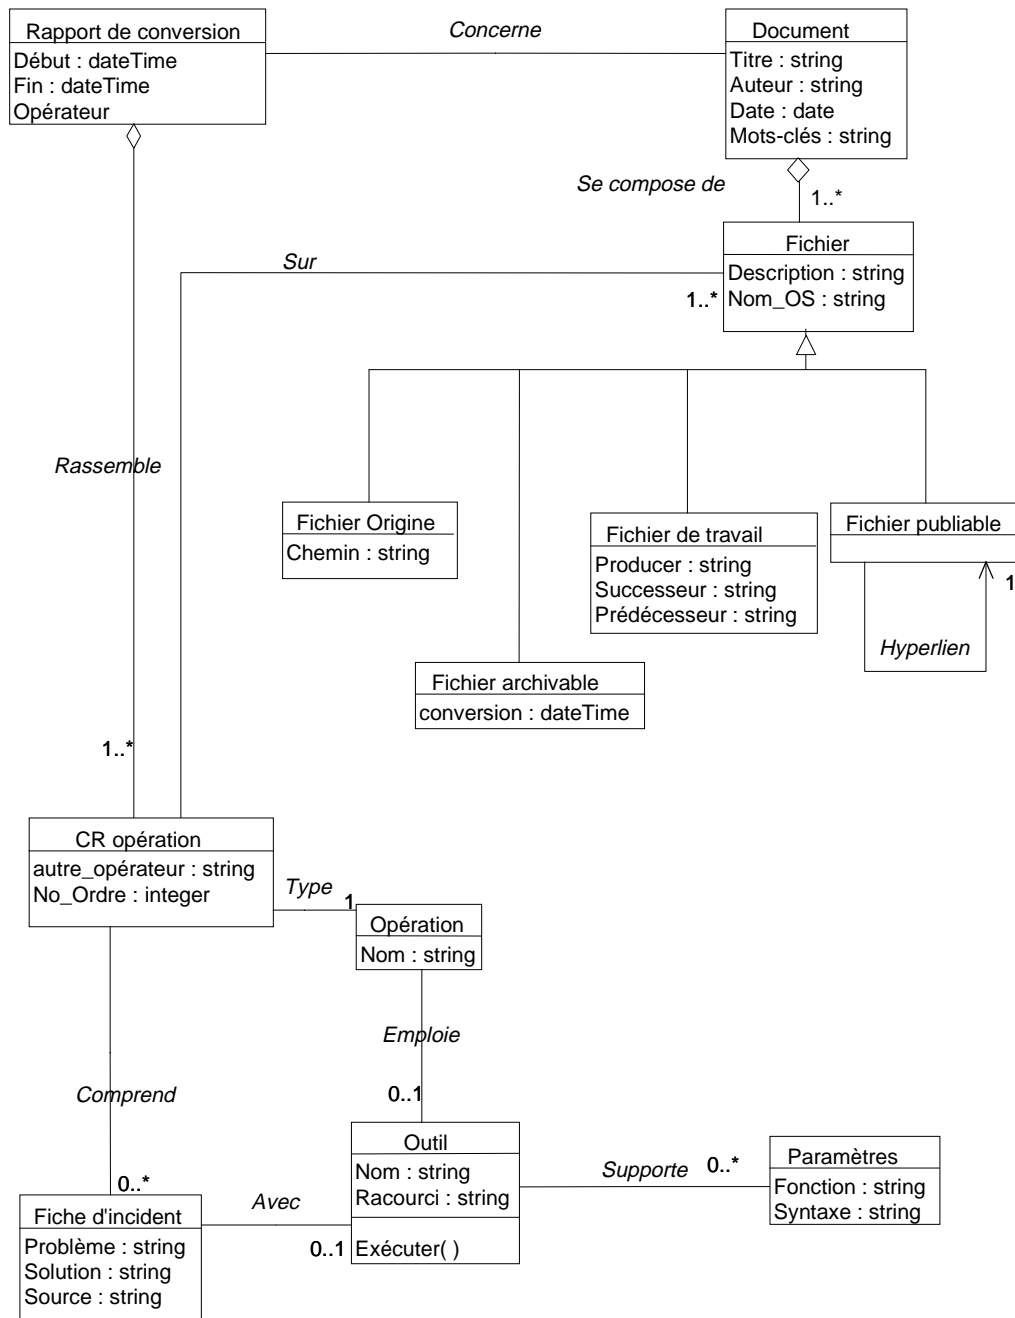 Rapport de conversion
Début : dateTime
Fin : dateTime
Opérateur
Concerne
Document
Titre : string
Auteur : string
Date : date
Mots-clés : string
Se compose de
1..*
Fichier
Description : string
Nom_OS : string
Sur
1..*
Rassemble
1..*
Fichier Origine
Chemin : string
Fichier de travail
Producer : string
Successeur : string
Prédécesseur : string
Fichier publiable
1
Hyperlien
Fichier archivable
conversion : dateTime
CR opération
autre_opérateur : string
No_Ordre : integer
Type
1
Opération
Nom : string
Emploie
0..1
Comprend
0..*
Outil
Nom : string
Racourci : string
Exécuter( )
Supporte
0..*
Paramètres
Fonction : string
Syntaxe : string
Avec
0..1
Fiche d'incident
Problème : string
Solution : string
Source : string